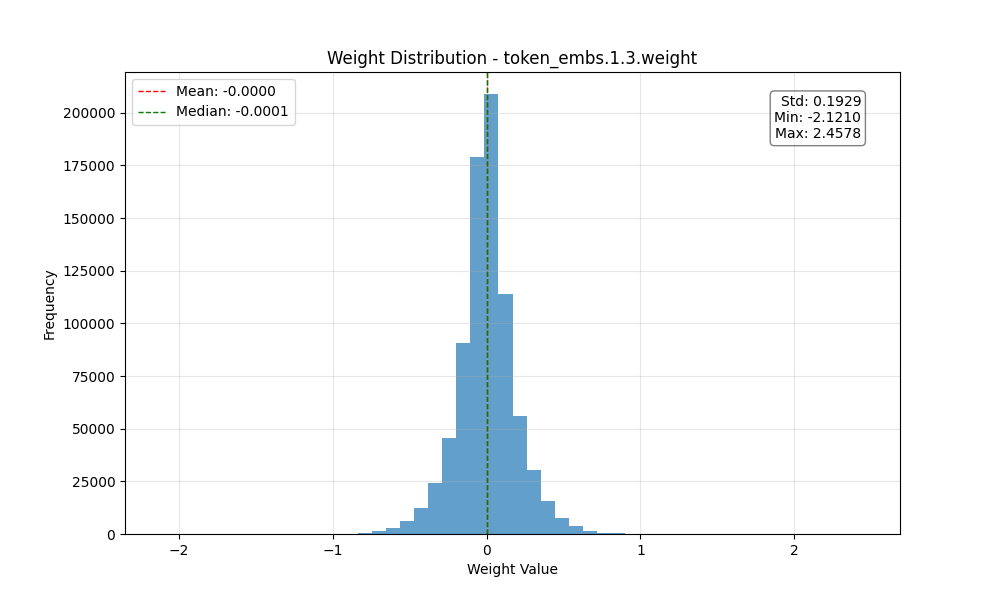 Weight Distribution - token_embs.1.3.weight
Mean: -0.0000
Median: -0.0001
Std: 0.1929
Min: -2.1210
Max: 2.4578
Frequency
200000
175000
150000
125000
100000
75000
50000
25000
0
−2
−1
0
1
2
Weight Value